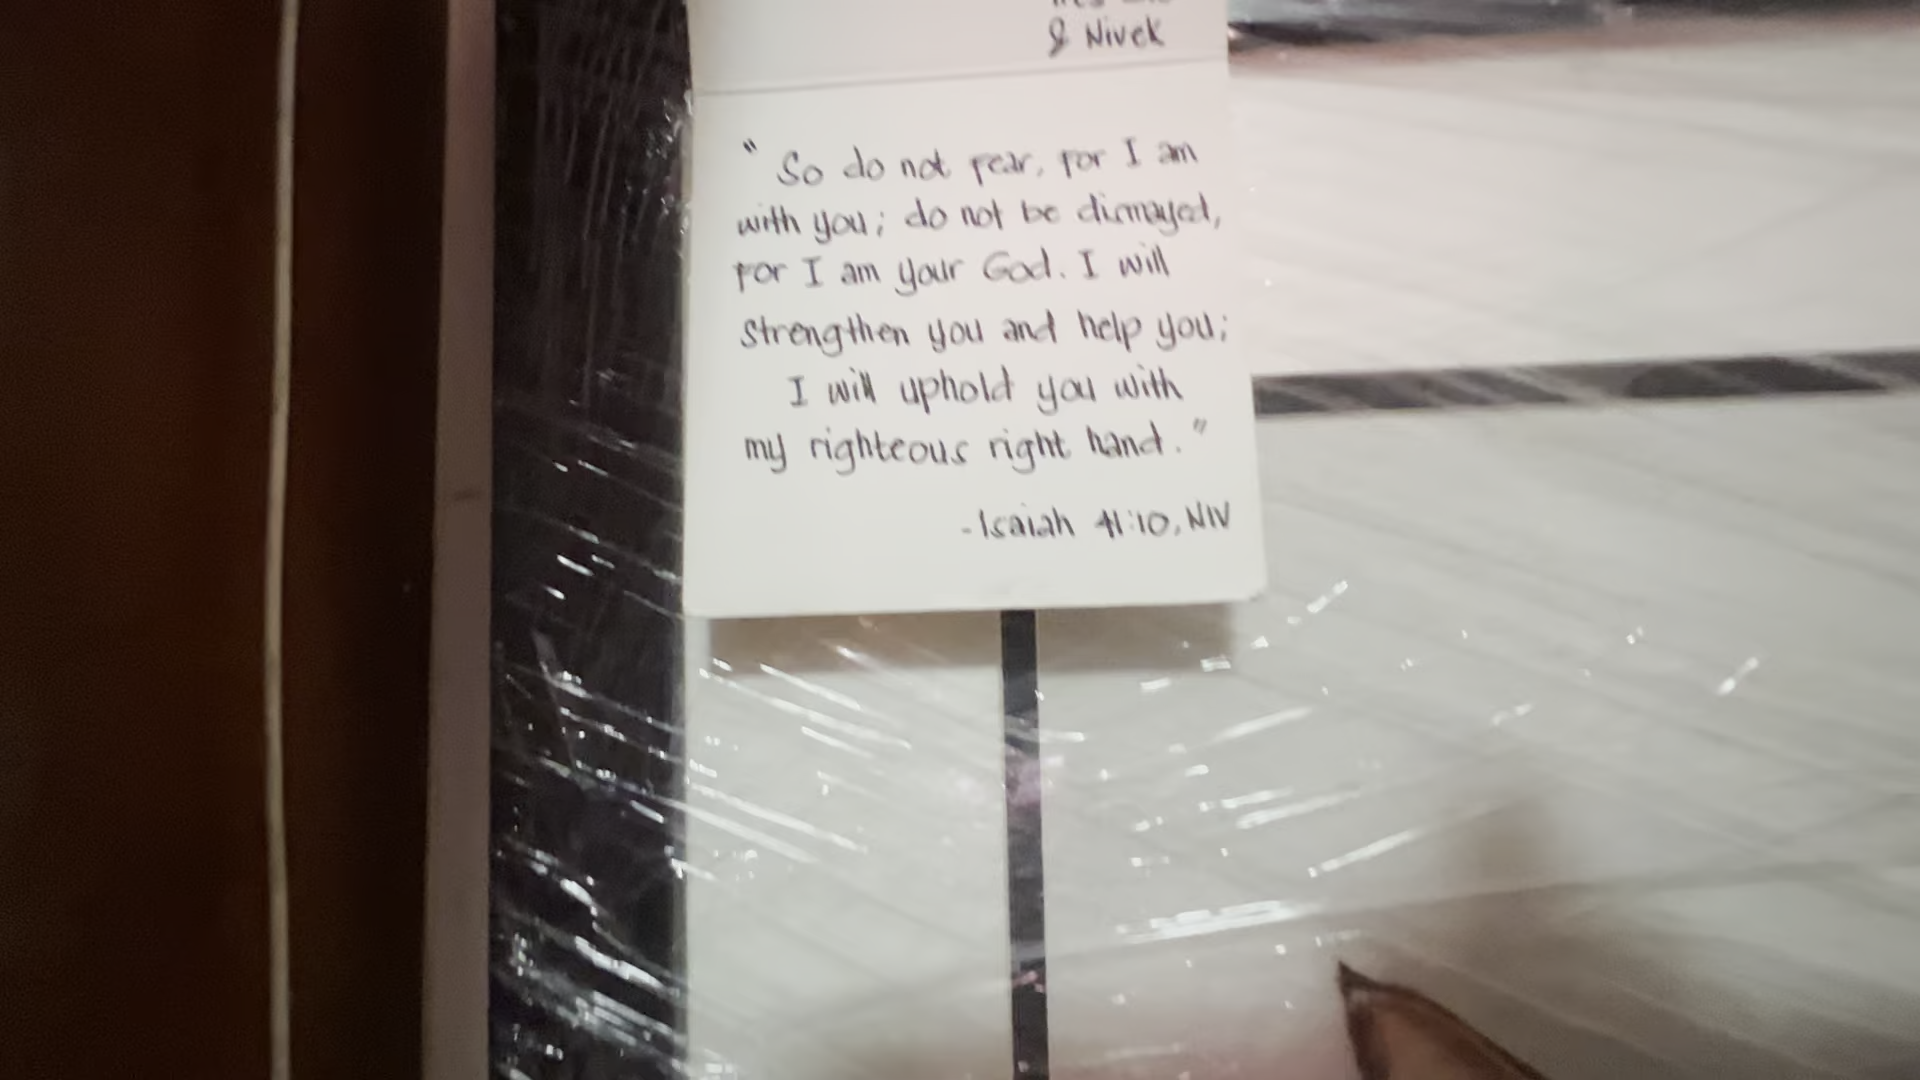 & Nivek
" So do not fear, for I am
with you; do not be dismayed,
for I am your God. I will
strengthen you and help you;
I will uphold you with
my righteous right hand."
- Isaiah 41:10, NIV